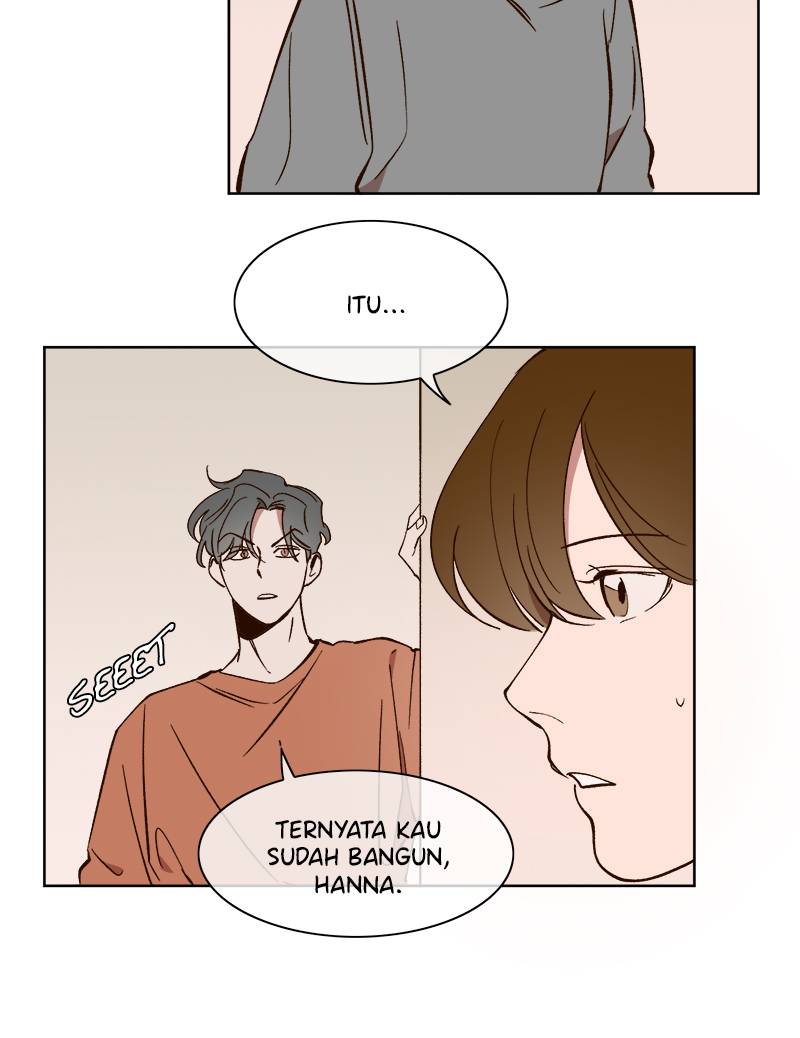 ITU...
SEEET
TERNYATA KAU
SUDAH BANGUN,
HANNA.